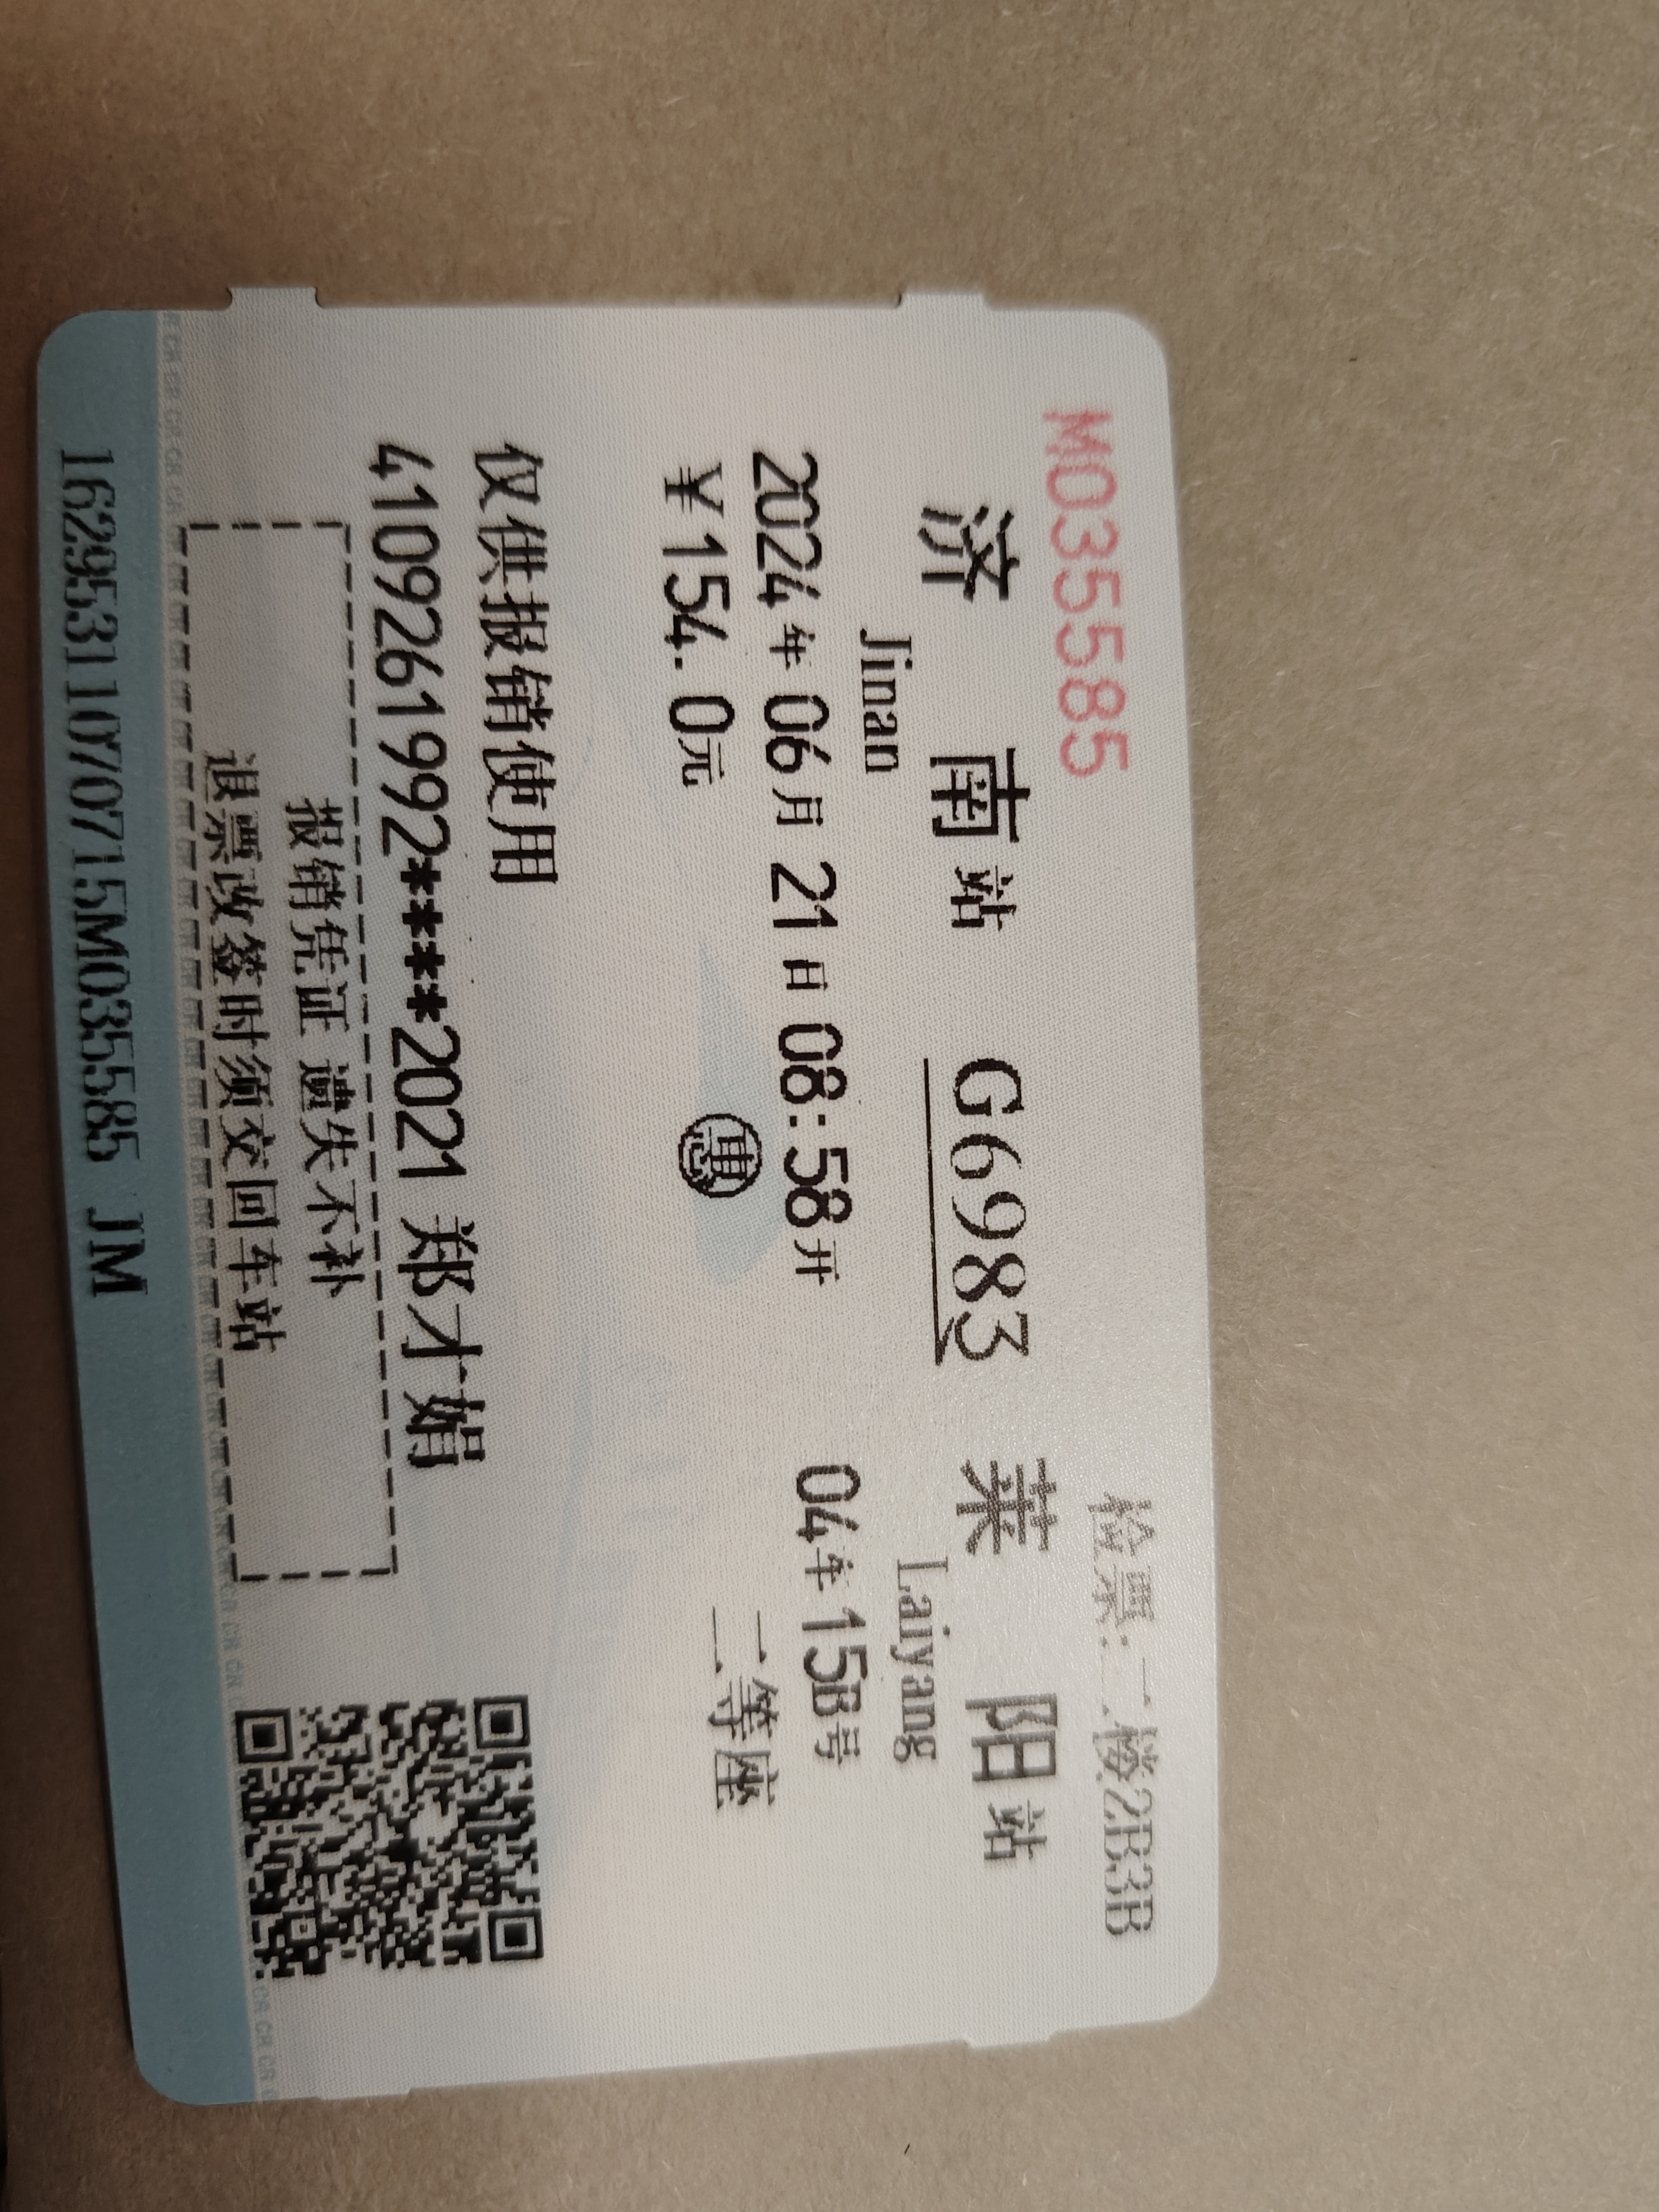 M035585
检票:二楼2B3B
济南站 G6983 莱阳站
Jinan Laiyang
2024年06月21日08:58开 04车15B号
¥154.0元 惠 二等座
仅供报销使用
4109261992****2021 郑才娟
报销凭证 遗失不补
退票改签时须交回车站
16295311070715M035585 JM